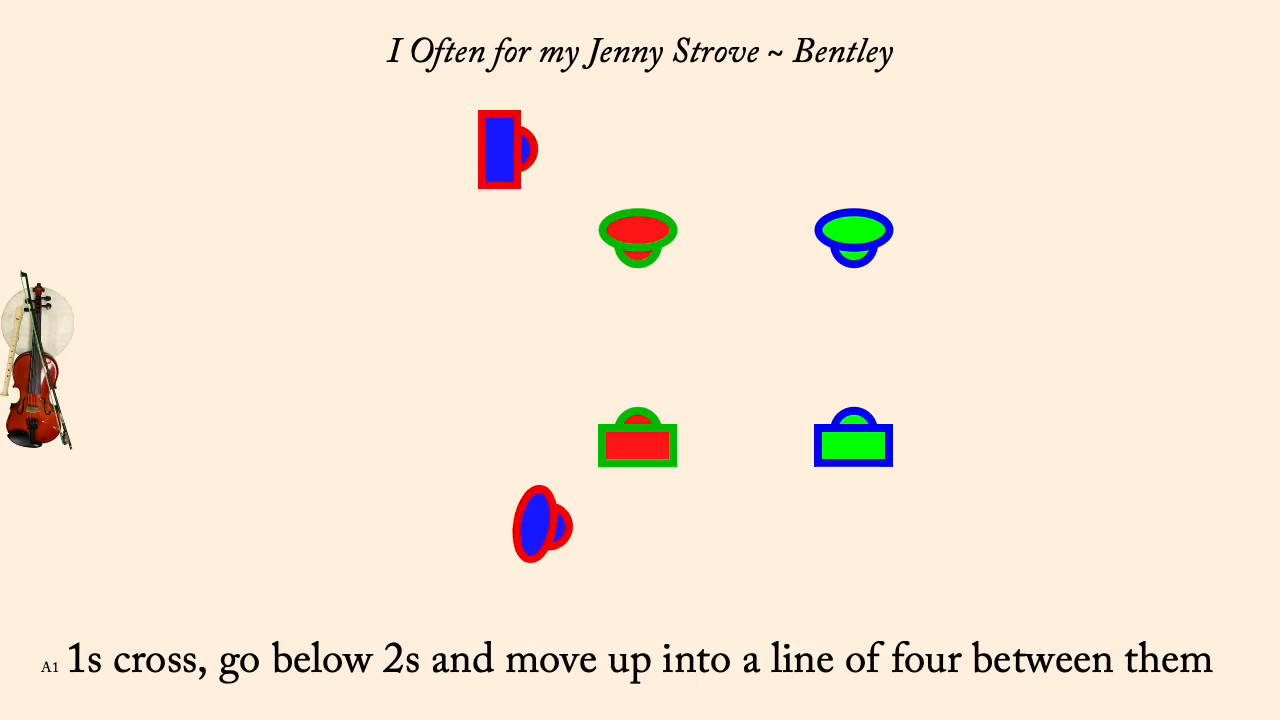 I Often for my Jenny Strove ~ Bentley
A1 1s cross, go below 2s and move up into a line of four between them